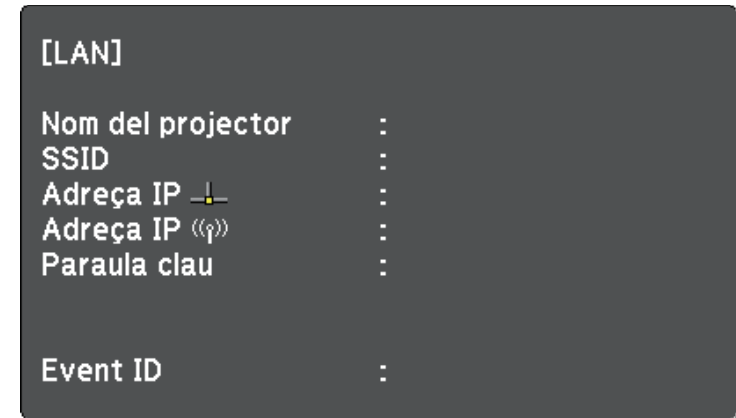 [LAN]
Nom del projector :
SSID :
Adreça IP :
Adreça IP :
Paraula clau :
Event ID :